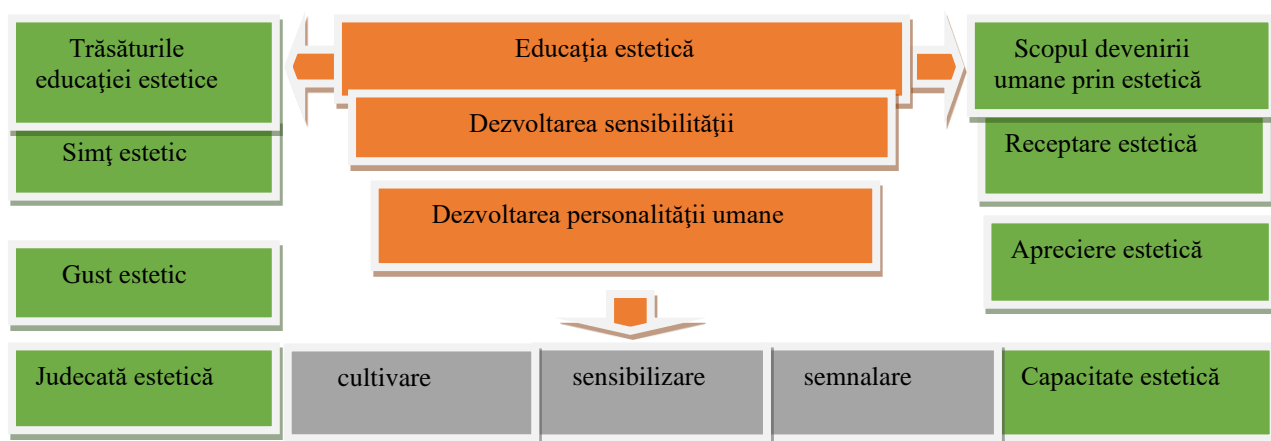 Trăsăturile
educaţiei estetice
Educaţia estetică
Scopul devenirii
umane prin estetică
Simţ estetic
Dezvoltarea sensibilităţii
Receptare estetică
Dezvoltarea personalităţii umane
Gust estetic
Apreciere estetică
Judecată estetică
cultivare
sensibilizare
semnalare
Capacitate estetică